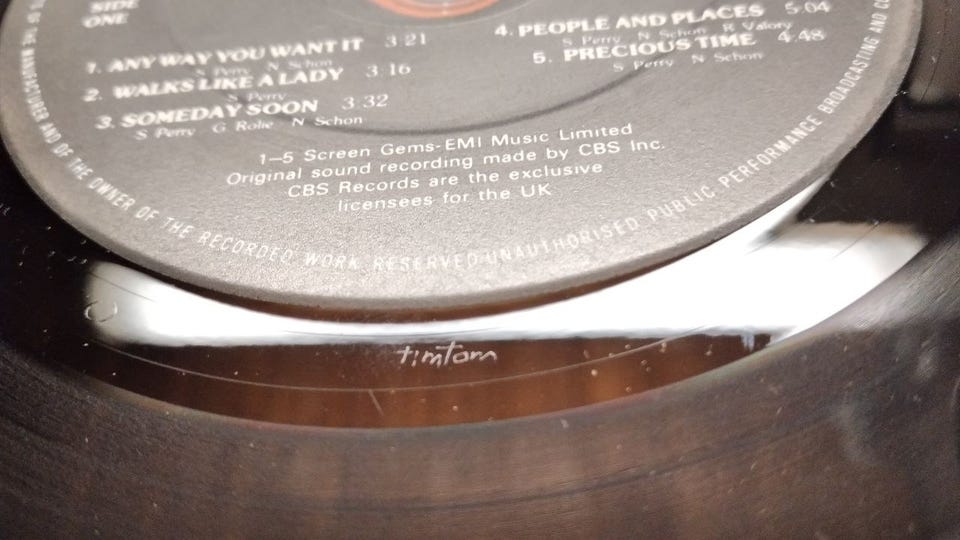 SIDE
ONE
1. ANY WAY YOU WANT IT 3:21
S Perry N Schon
2. WALKS LIKE A LADY 3:16
S. Perry
3. SOMEDAY SOON 3:32
S Perry G Rolie N Schon
4. PEOPLE AND PLACES 5:04
S Perry N Schon R Valory
5. PRECIOUS TIME 4:48
S Perry N Schon
1–5 Screen Gems-EMI Music Limited
Original sound recording made by CBS Inc.
CBS Records are the exclusive
licensees for the UK
OF THE MANUFACTURER AND OF THE OWNER OF THE RECORDED WORK RESERVED·UNAUTHORISED PUBLIC PERFORMANCE BROADCASTING AND
timtom